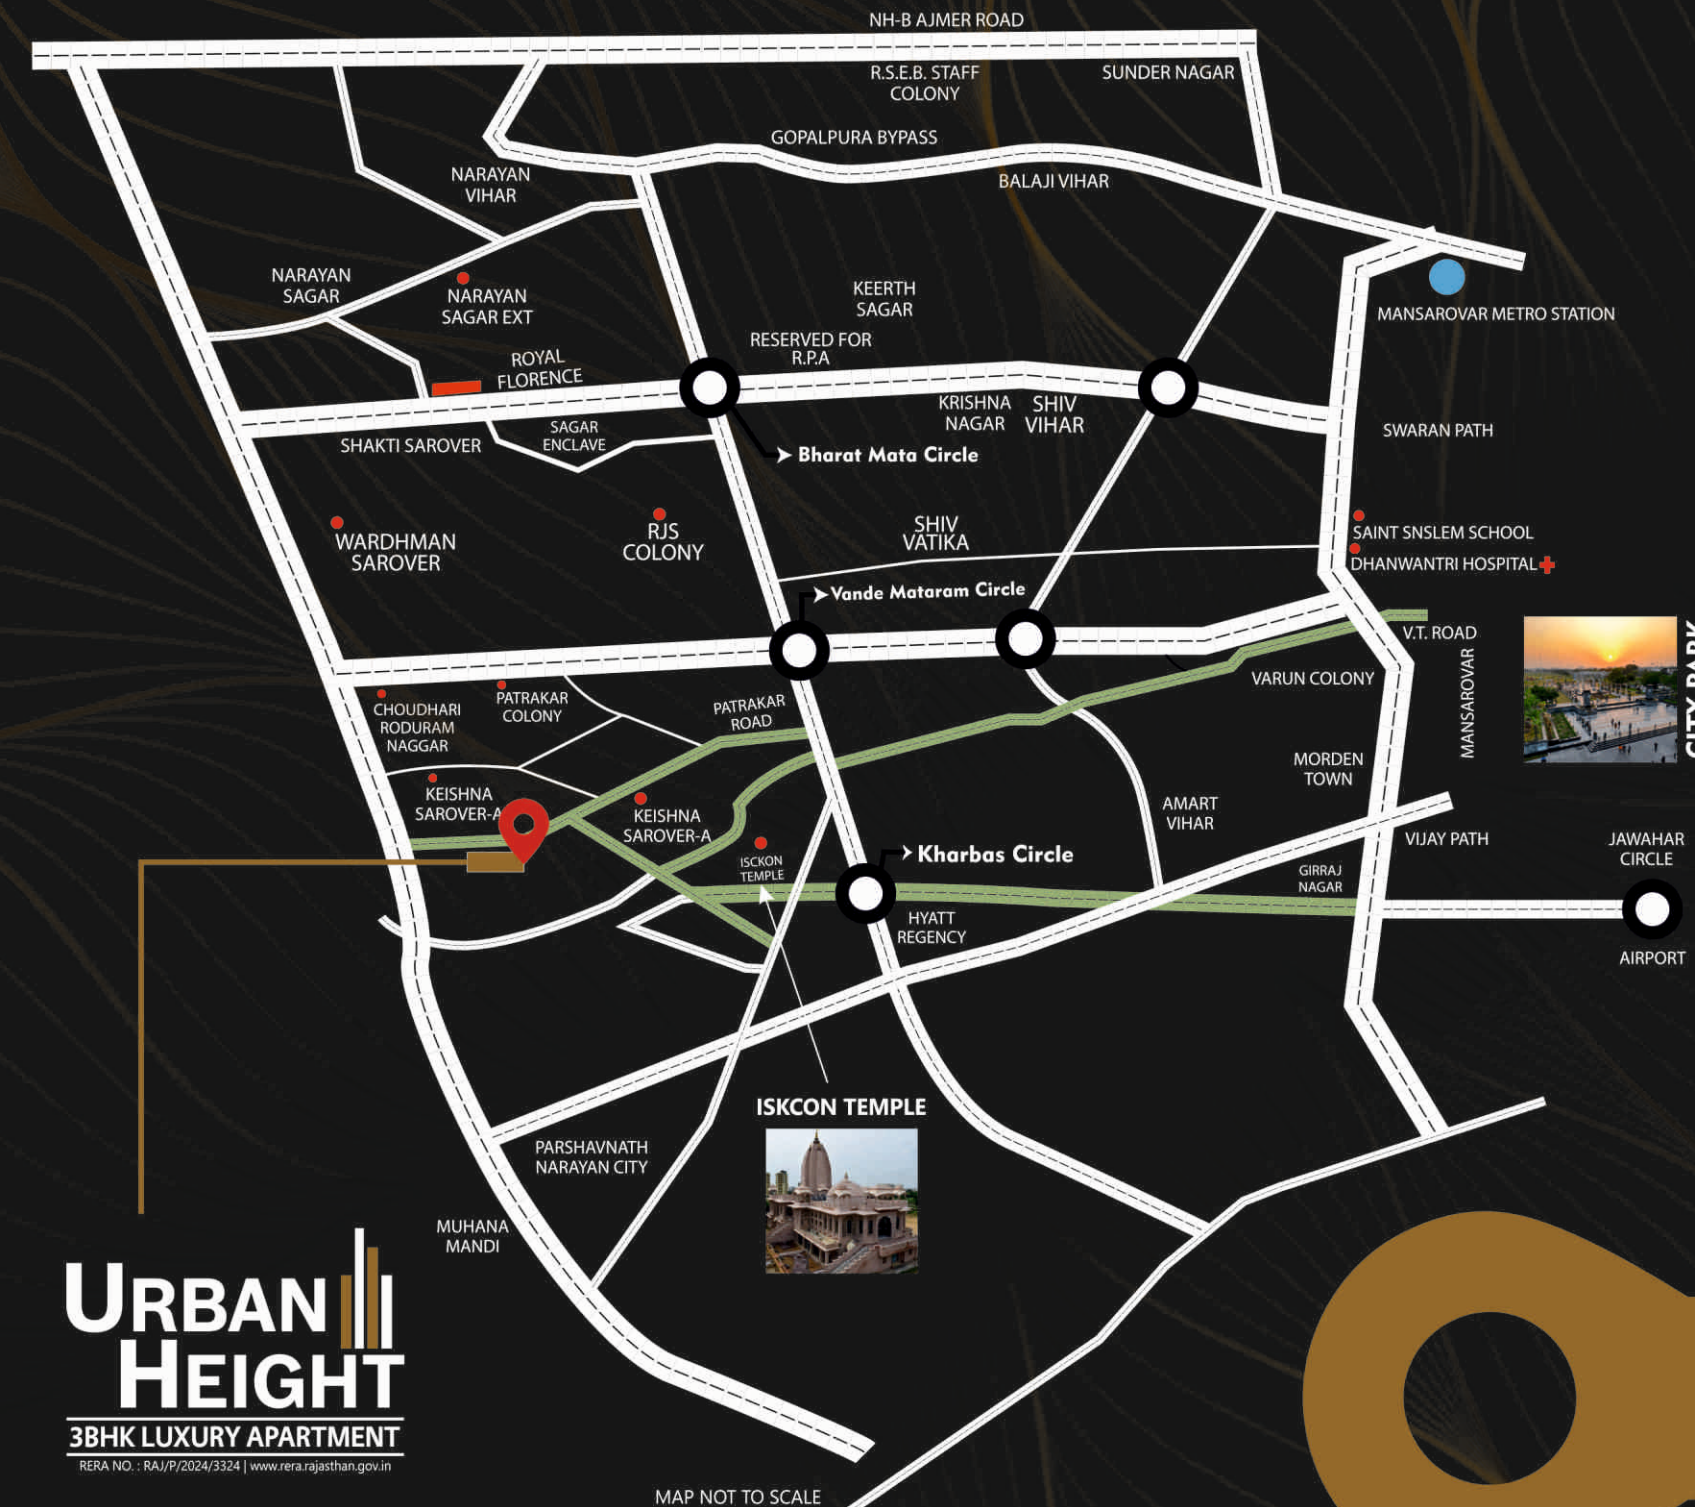 NH-B AJMER ROAD
R.S.E.B. STAFF
COLONY
SUNDER NAGAR
GOPALPURA BYPASS
BALAJI VIHAR
NARAYAN
VIHAR
NARAYAN
SAGAR
NARAYAN
SAGAR EXT
KEERTH
SAGAR
MANSAROVAR METRO STATION
RESERVED FOR
R.P.A
ROYAL
FLORENCE
KRISHNA
NAGAR
SHIV
VIHAR
SHAKTI SAROVER
SAGAR
ENCLAVE
SWARAN PATH
Bharat Mata Circle
WARDHMAN
SAROVER
RJS
COLONY
SHIV
VATIKA
SAINT SNSLEM SCHOOL
DHANWANTRI HOSPITAL
Vande Mataram Circle
V.T. ROAD
MANSAROVAR
CITY PARK
VARUN COLONY
CHOUDHARI
RODURAM
NAGGAR
PATRAKAR
COLONY
PATRAKAR
ROAD
MORDEN
TOWN
KEISHNA
SAROVER-A
KEISHNA
SAROVER-A
AMART
VIHAR
VIJAY PATH
JAWAHAR
CIRCLE
ISCKON
TEMPLE
Kharbas Circle
GIRRAJ
NAGAR
HYATT
REGENCY
AIRPORT
ISKCON TEMPLE
PARSHAVNATH
NARAYAN CITY
MUHANA
MANDI
URBAN
HEIGHT
3BHK LUXURY APARTMENT
RERA NO. : RAJ/P/2024/3324 | www.rera.rajasthan.gov.in
MAP NOT TO SCALE